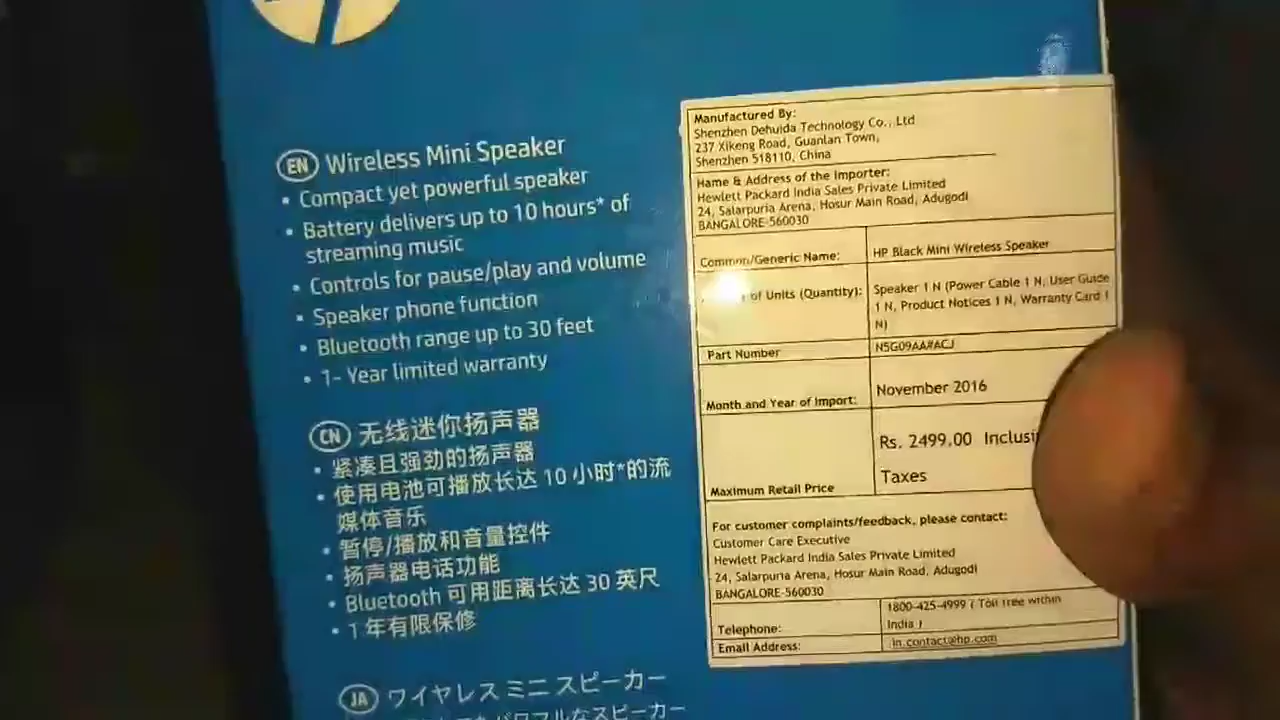 EN Wireless Mini Speaker
• Compact yet powerful speaker
• Battery delivers up to 10 hours* of
streaming music
• Controls for pause/play and volume
• Speaker phone function
• Bluetooth range up to 30 feet
• 1- Year limited warranty
CN 无线迷你扬声器
• 紧凑且强劲的扬声器
• 使用电池可播放长达 10 小时*的流
媒体音乐
• 暂停/播放和音量控件
• 扬声器电话功能
• Bluetooth 可用距离长达 30 英尺
• 1 年有限保修
JA ワイヤレス ミニ スピーカー
パワフルなスピーカー
Manufactured By:
Shenzhen Dehuida Technology Co., Ltd
237 Xikeng Road, Guanlan Town,
Shenzhen 518110, China
Name & Address of the Importer:
Hewlett Packard India Sales Private Limited
24, Salarpuria Arena, Hosur Main Road, Adugodi
BANGALORE-560030
Common/Generic Name: HP Black Mini Wireless Speaker
of Units (Quantity): Speaker 1 N (Power Cable 1 N, User Guide
1 N, Product Notices 1 N, Warranty Card 1
N)
Part Number N5G09AA#ACJ
Month and Year of Import: November 2016
Maximum Retail Price Rs. 2499.00 Inclusi
Taxes
For customer complaints/feedback, please contact:
Customer Care Executive
Hewlett Packard India Sales Private Limited
24, Salarpuria Arena, Hosur Main Road, Adugodi
BANGALORE-560030
Telephone: 1800-425-4999 ( Toll free within
India )
Email Address: in.contact@hp.com